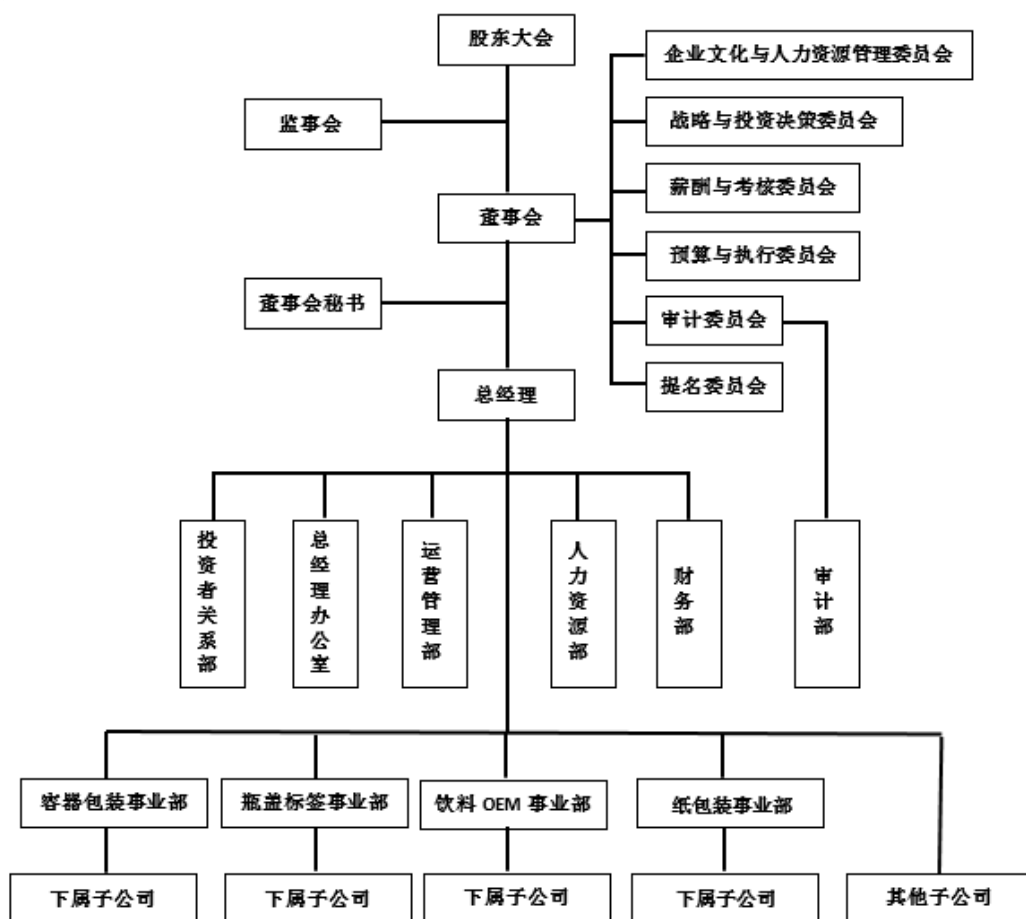 股东大会
企业文化与人力资源管理委员会
监事会
战略与投资决策委员会
薪酬与考核委员会
董事会
预算与执行委员会
董事会秘书
审计委员会
总经理
提名委员会
投资者关系部
总经理办公室
运营管理部
人力资源部
财务部
审计部
容器包装事业部
瓶盖标签事业部
饮料 OEM 事业部
纸包装事业部
下属子公司
下属子公司
下属子公司
下属子公司
其他子公司